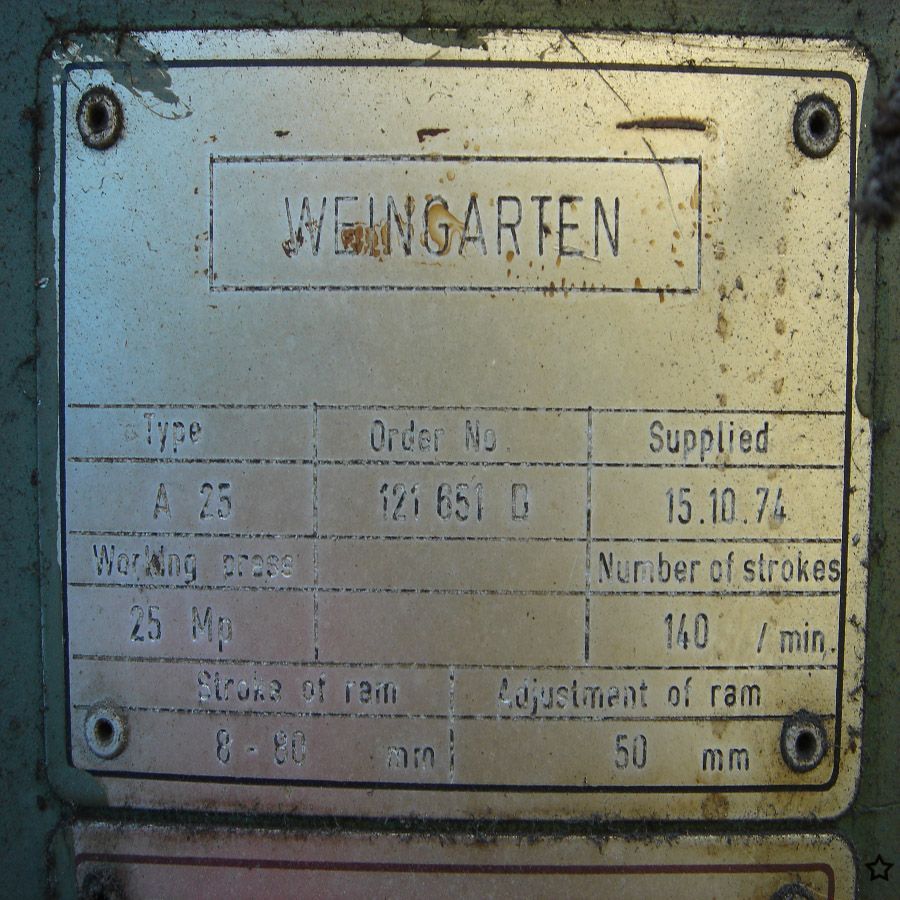 WEINGARTEN
Type Order No. Supplied
A 25 121 651 D 15.10.74
Working press Number of strokes
25 Mp 140 / min.
Stroke of ram Adjustment of ram
8 - 80 mm 50 mm